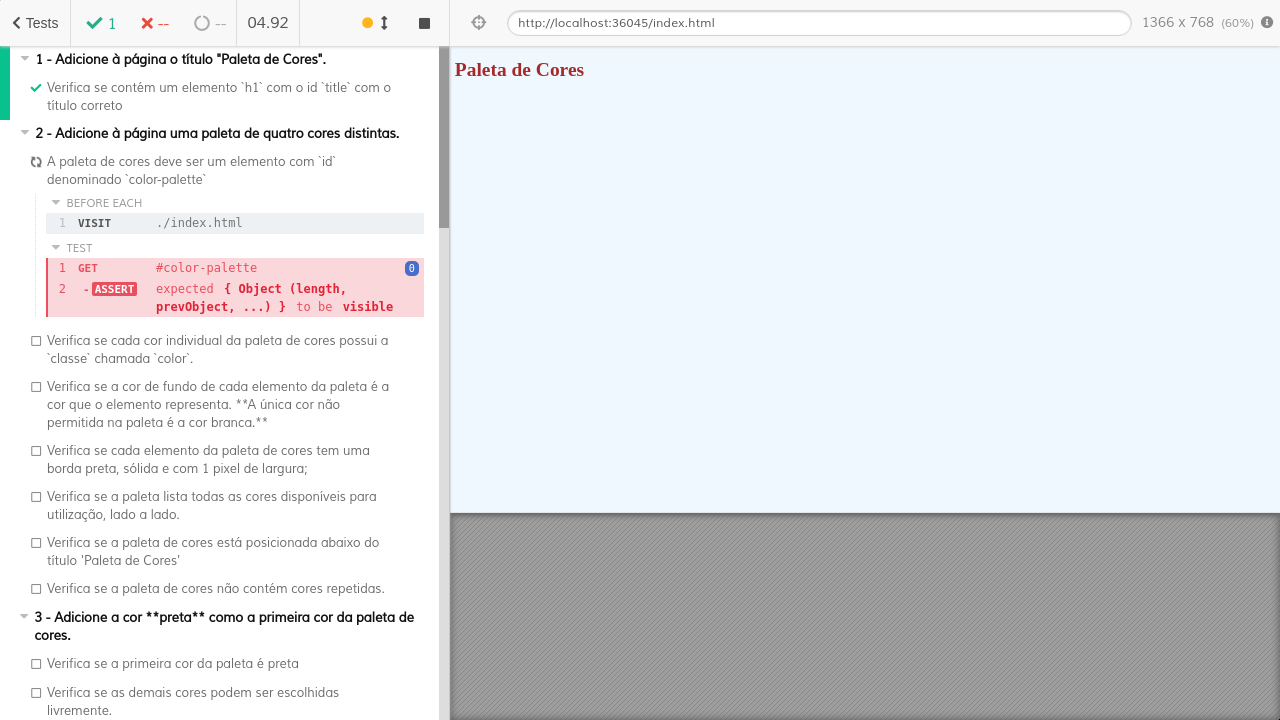 Tests
1
--
--
04.92
http://localhost:36045/index.html
1366 x 768 (60%)
1 - Adicione à página o título "Paleta de Cores".
Verifica se contém um elemento `h1` com o id `title` com o
título correto
2 - Adicione à página uma paleta de quatro cores distintas.
A paleta de cores deve ser um elemento com `id`
denominado `color-palette`
BEFORE EACH
1 VISIT ./index.html
TEST
1 GET #color-palette 0
2 -ASSERT expected { Object (length,
prevObject, ...) } to be visible
Verifica se cada cor individual da paleta de cores possui a
`classe` chamada `color`.
Verifica se a cor de fundo de cada elemento da paleta é a
cor que o elemento representa. **A única cor não
permitida na paleta é a cor branca.**
Verifica se cada elemento da paleta de cores tem uma
borda preta, sólida e com 1 pixel de largura;
Verifica se a paleta lista todas as cores disponíveis para
utilização, lado a lado.
Verifica se a paleta de cores está posicionada abaixo do
título 'Paleta de Cores'
Verifica se a paleta de cores não contém cores repetidas.
3 - Adicione a cor **preta** como a primeira cor da paleta de
cores.
Verifica se a primeira cor da paleta é preta
Verifica se as demais cores podem ser escolhidas
livremente.
Paleta de Cores